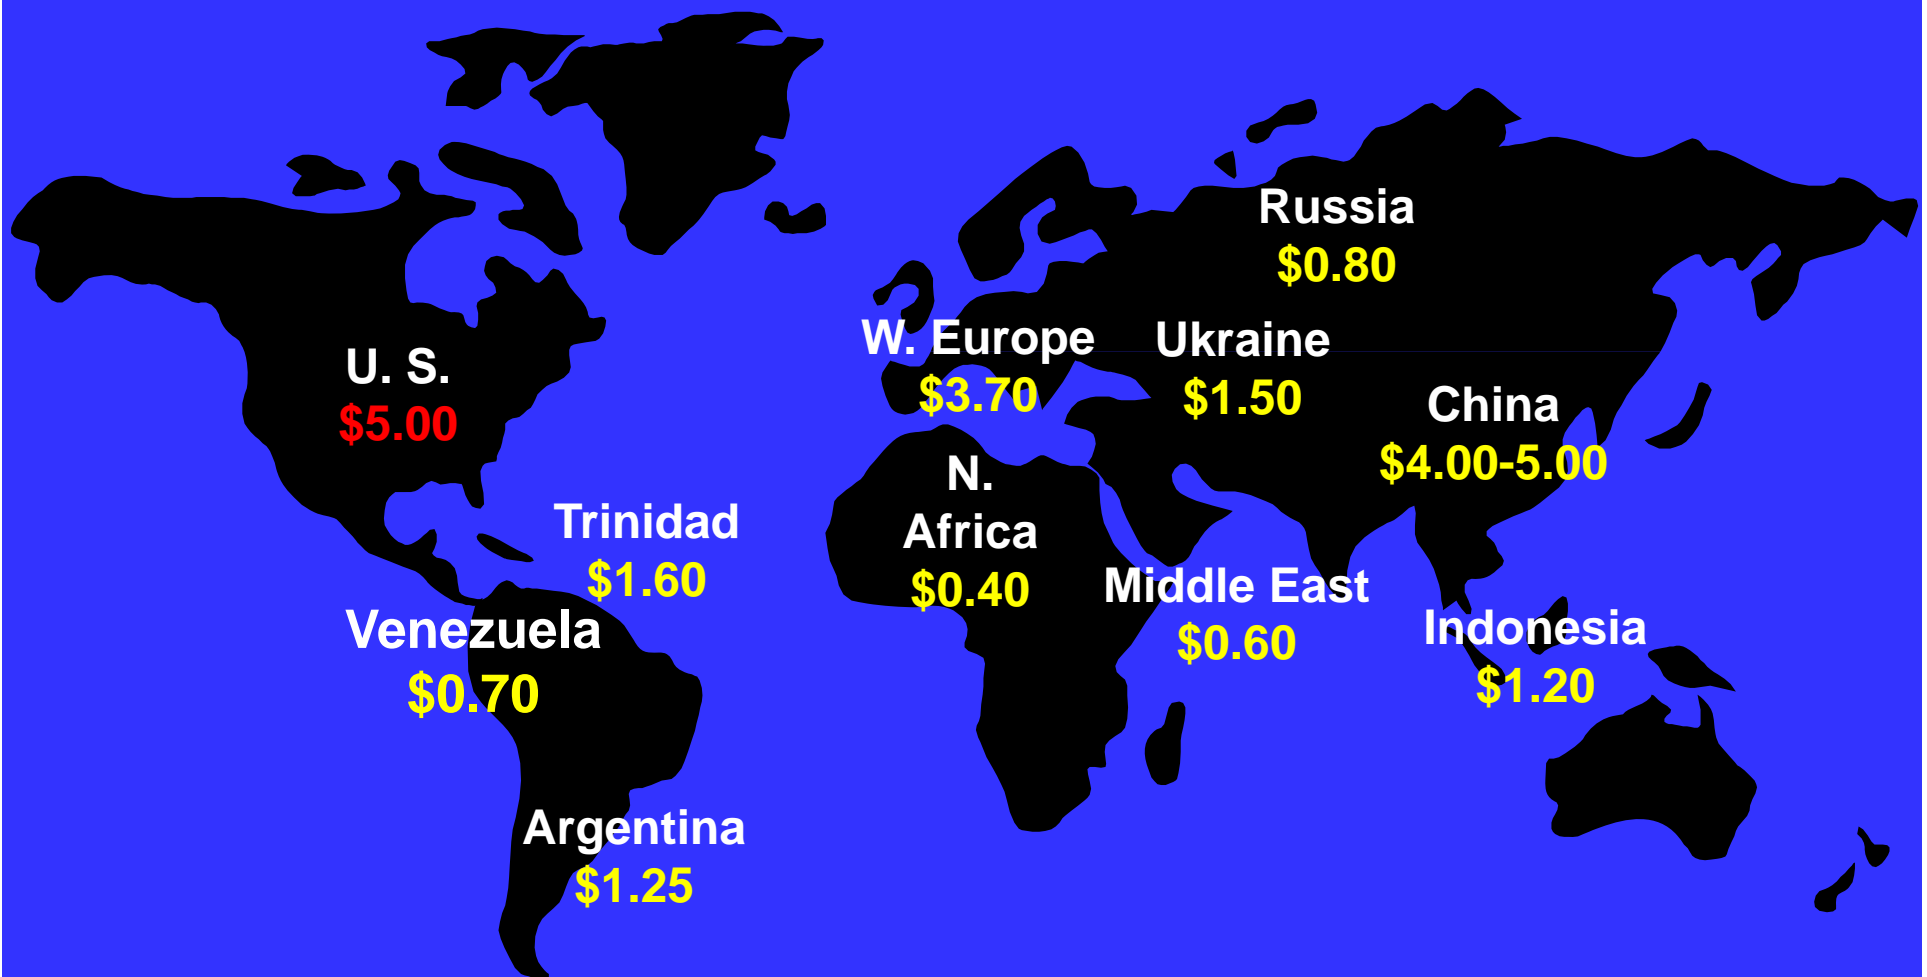 Russia
$0.80
W. Europe
$3.70
Ukraine
$1.50
U. S.
$5.00
China
$4.00-5.00
N.
Africa
$0.40
Trinidad
$1.60
Middle East
$0.60
Venezuela
$0.70
Indonesia
$1.20
Argentina
$1.25